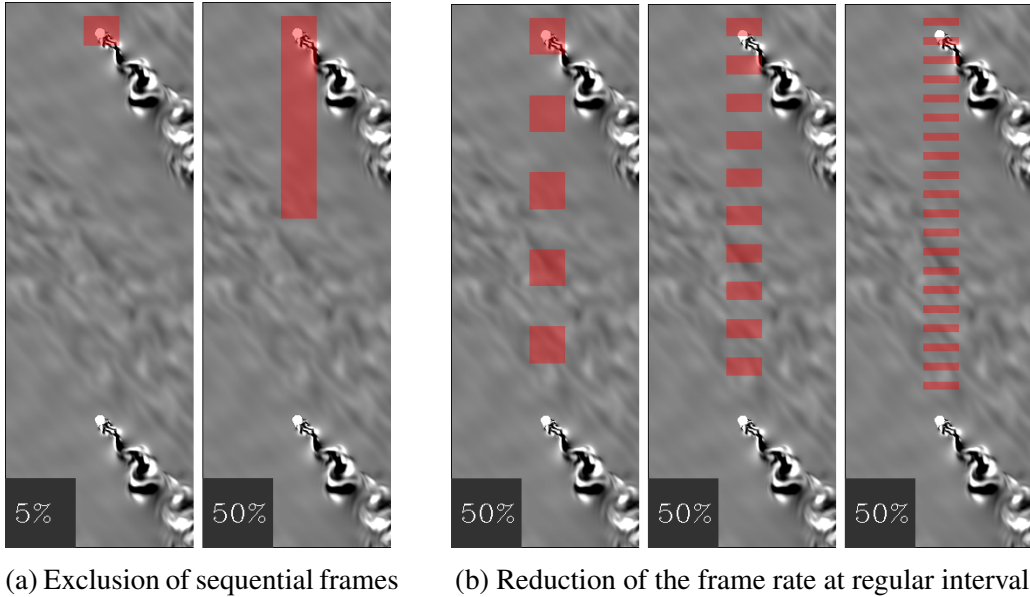 5%
50%
50%
50%
50%
(a) Exclusion of sequential frames
(b) Reduction of the frame rate at regular interval